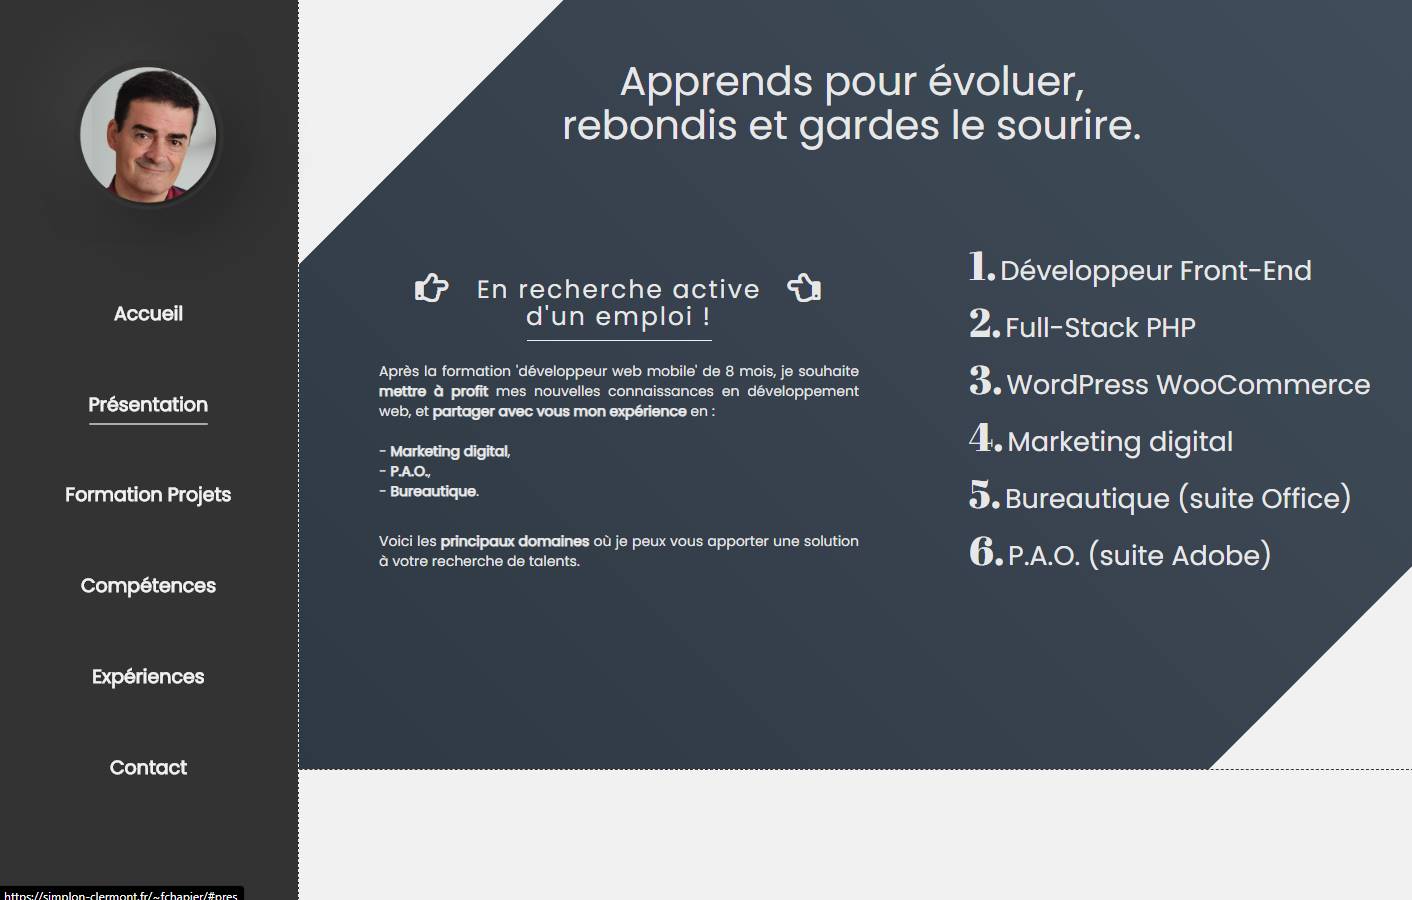 Accueil
Présentation
Formation Projets
Compétences
Expériences
Contact
Apprends pour évoluer,
rebondis et gardes le sourire.
En recherche active
d'un emploi !
Après la formation 'développeur web mobile' de 8 mois, je souhaite
mettre à profit mes nouvelles connaissances en développement
web, et partager avec vous mon expérience en :
- Marketing digital,
- P.A.O.,
- Bureautique.
Voici les principaux domaines où je peux vous apporter une solution
à votre recherche de talents.
1. Développeur Front-End
2. Full-Stack PHP
3. WordPress WooCommerce
4. Marketing digital
5. Bureautique (suite Office)
6. P.A.O. (suite Adobe)
https://simplon-clermont.fr/~fchapier/#pres